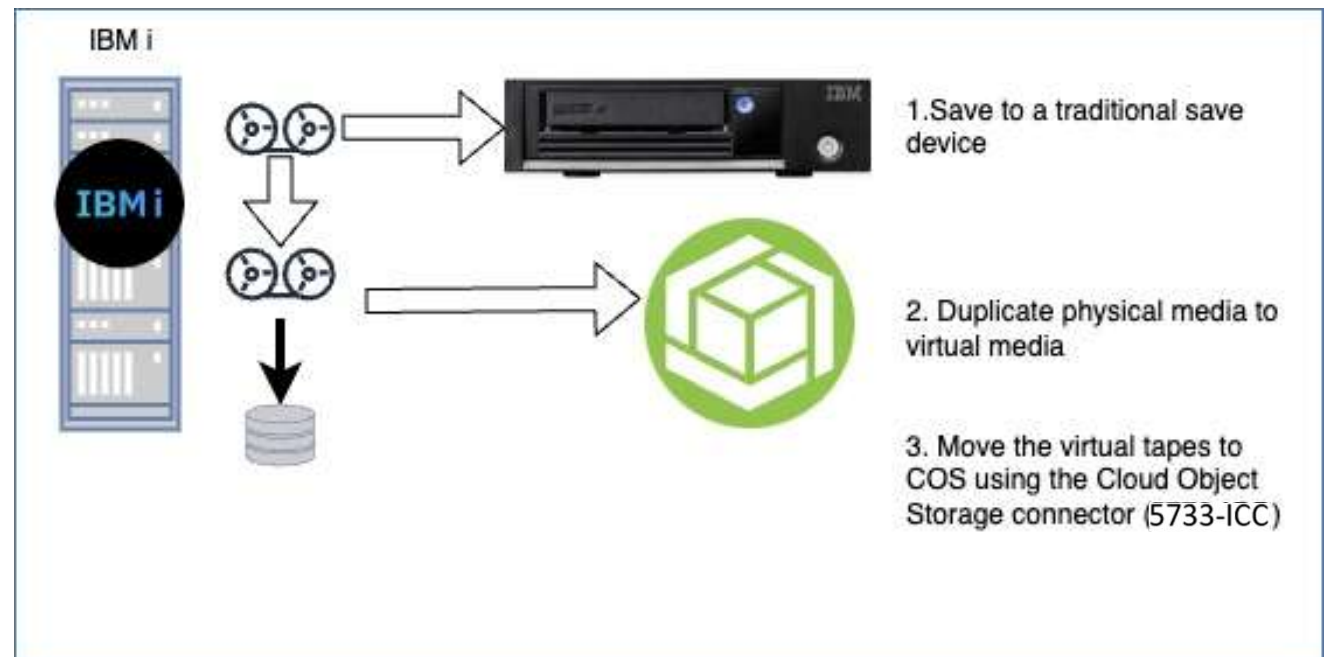 IBM i
IBM i
IBM
1.Save to a traditional save
device
2. Duplicate physical media to
virtual media
3. Move the virtual tapes to
COS using the Cloud Object
Storage connector (5733-ICC)